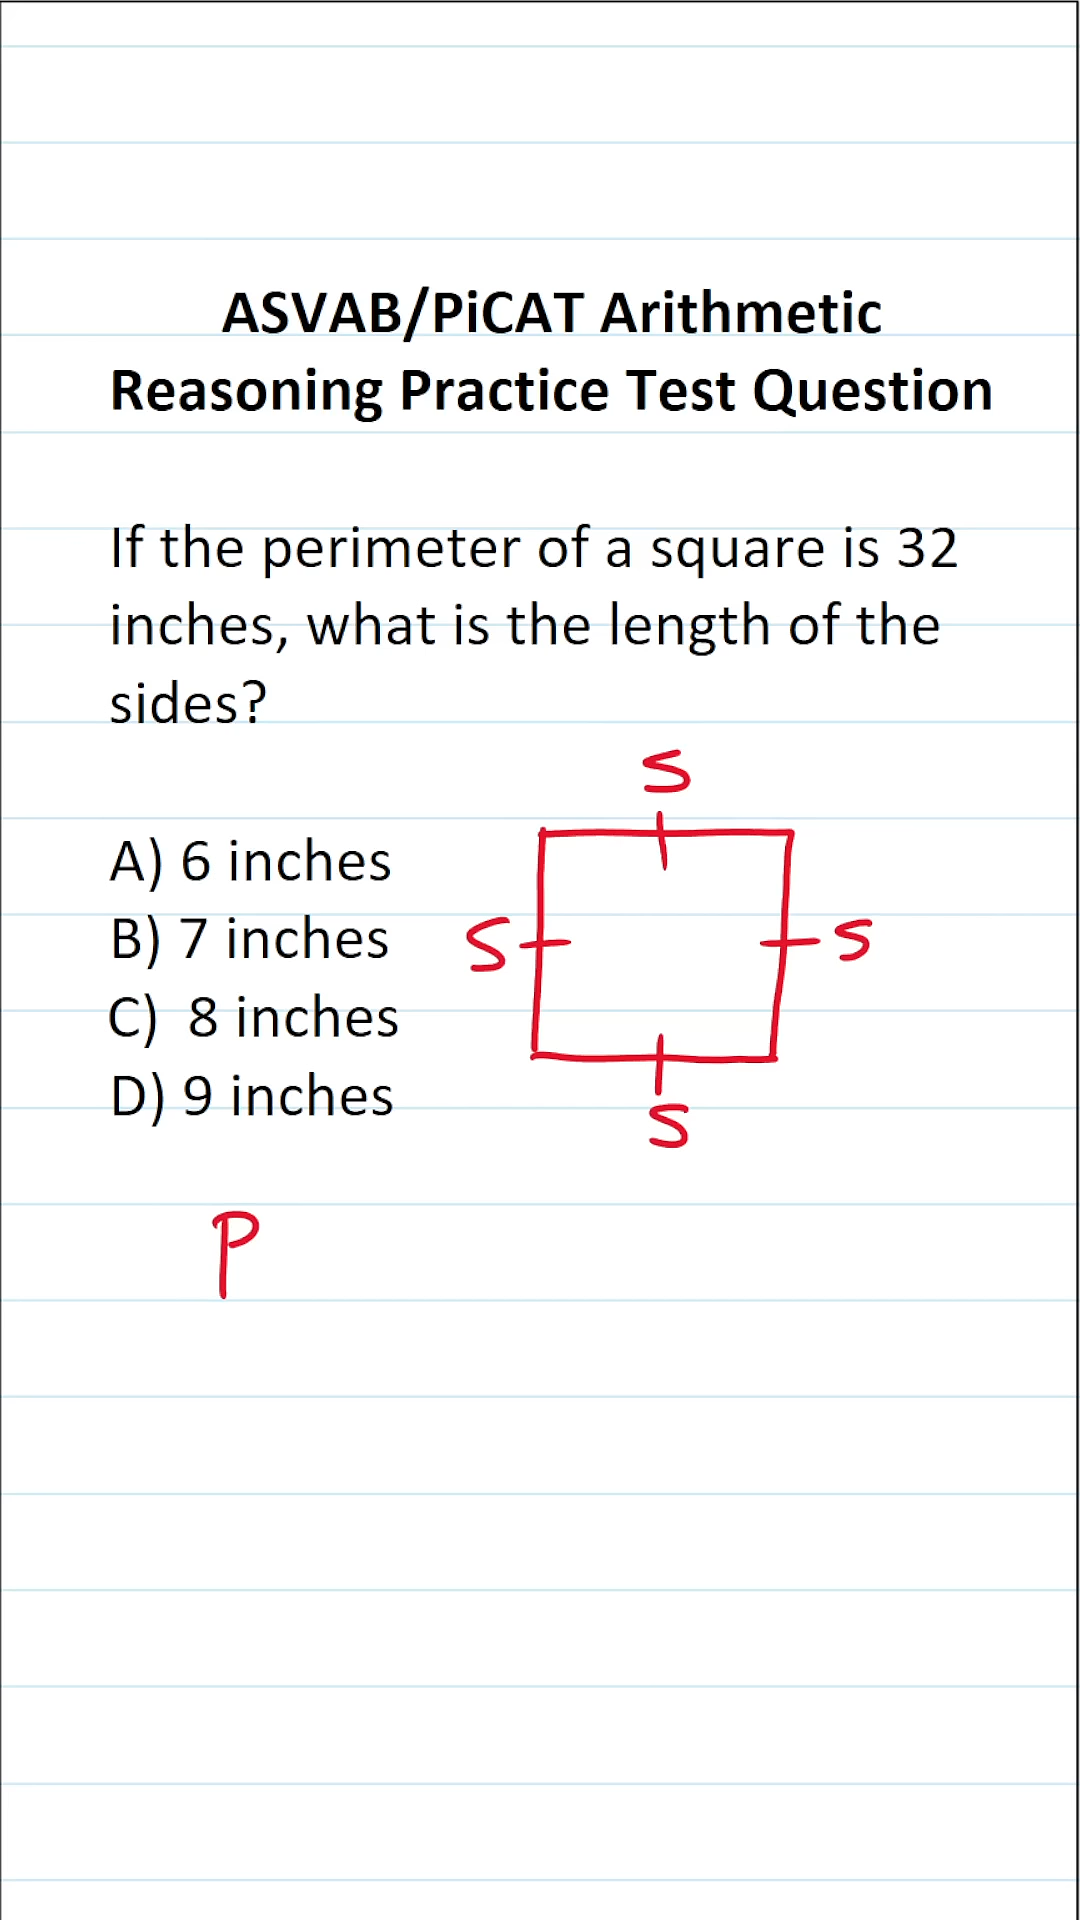 ASVAB/PiCAT Arithmetic
Reasoning Practice Test Question
If the perimeter of a square is 32
inches, what is the length of the
sides?
A) 6 inches
B) 7 inches
C) 8 inches
D) 9 inches
S
S
S
S
P